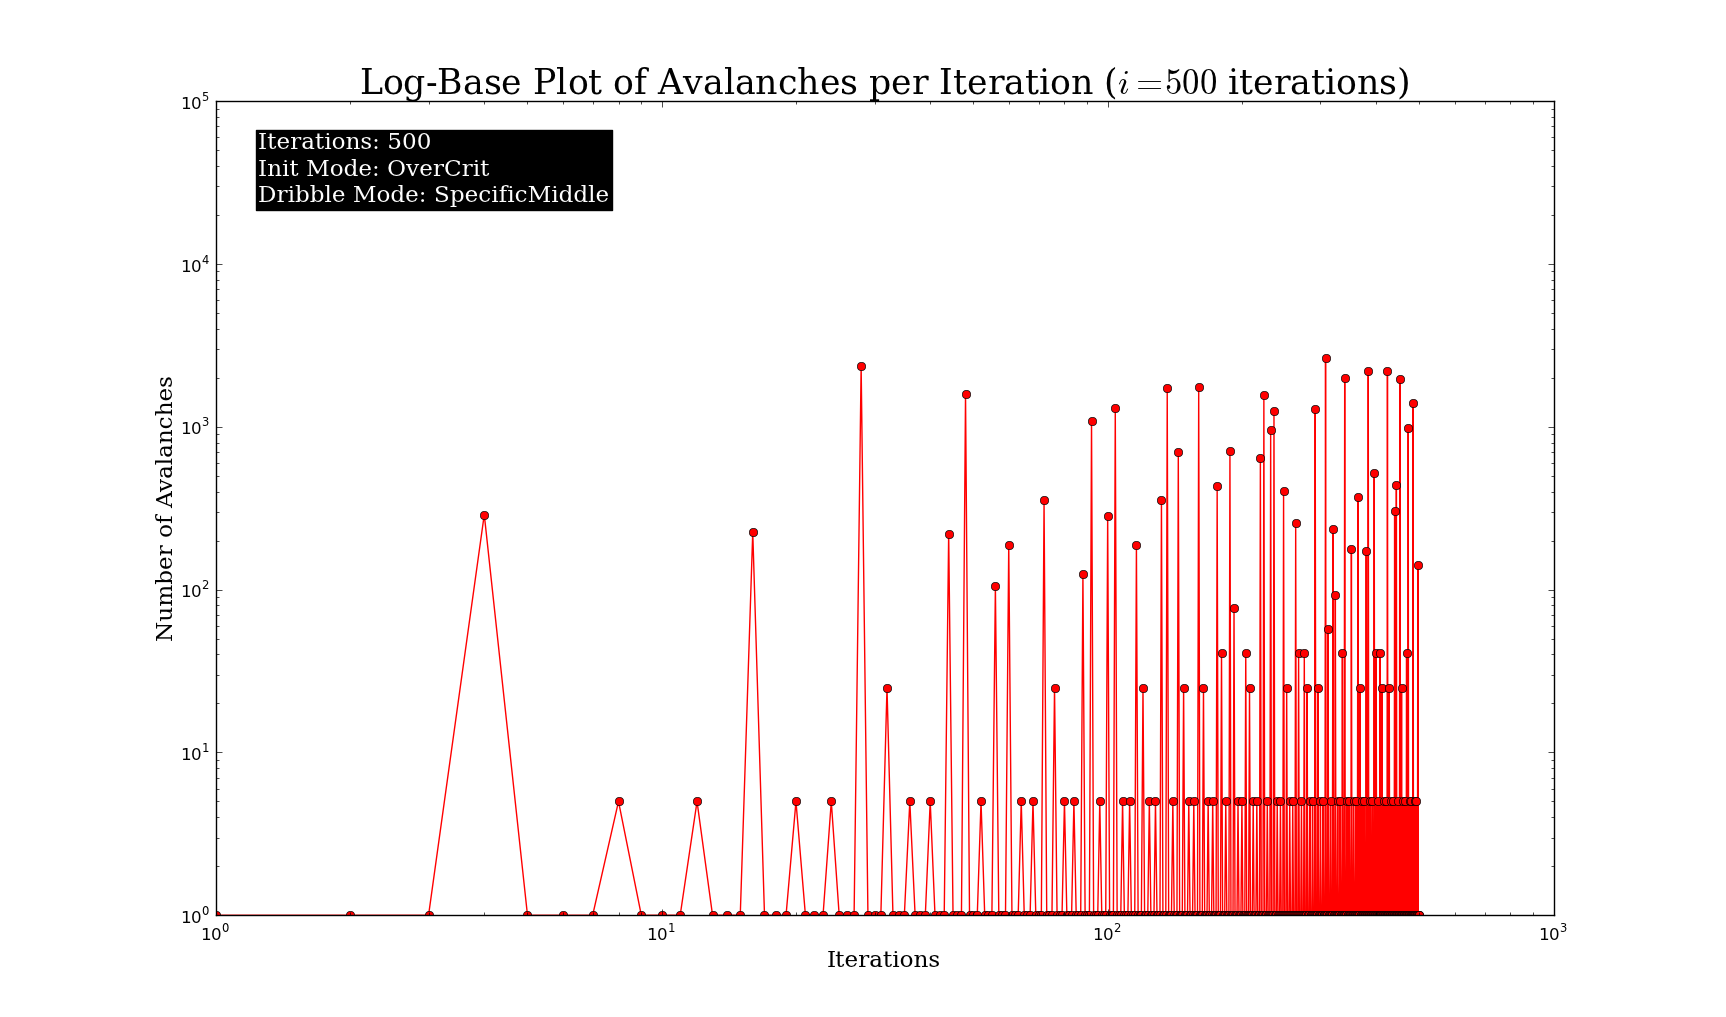 Log-Base Plot of Avalanches per Iteration (i = 500 iterations)
10^5
Iterations: 500
Init Mode: OverCrit
Dribble Mode: SpecificMiddle
10^4
10^3
10^2
10^1
10^0
Number of Avalanches
10^0 10^1 10^2 10^3
Iterations